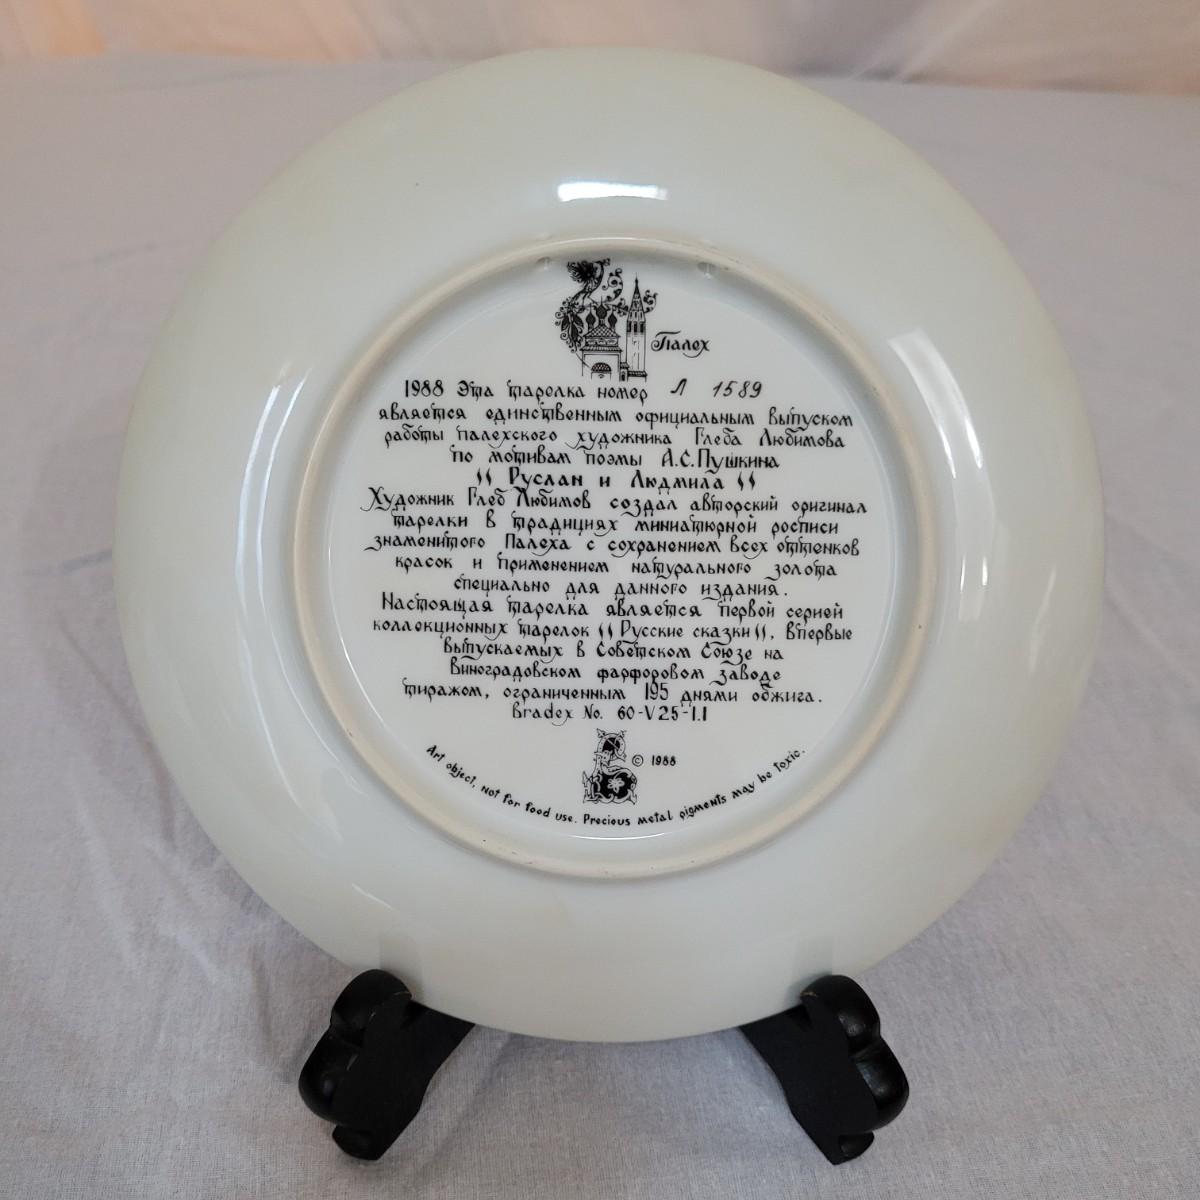 Палех
1988 Эта тарелка номер Л 1589
является единственным официальным выпуском
работы палехского художника Глеба Любимова
по мотивам поэмы А.С.Пушкина
"Руслан и Людмила"
Художник Глеб Любимов создал авторский оригинал
тарелки в традициях миниатюрной росписи
знаменитого Палеха с сохранением всех оттенков
красок и применением натурального золота
специально для данного издания.
Настоящая тарелка является первой серией
коллекционных тарелок "Русские сказки", впервые
выпускаемых в Советском Союзе на
Виноградовском фарфоровом заводе
тиражом, ограниченным 195 днями обжига.
Bradex No. 60-V25-1.1
© 1988
Art object, not for food use. Precious metal pigments may be toxic.